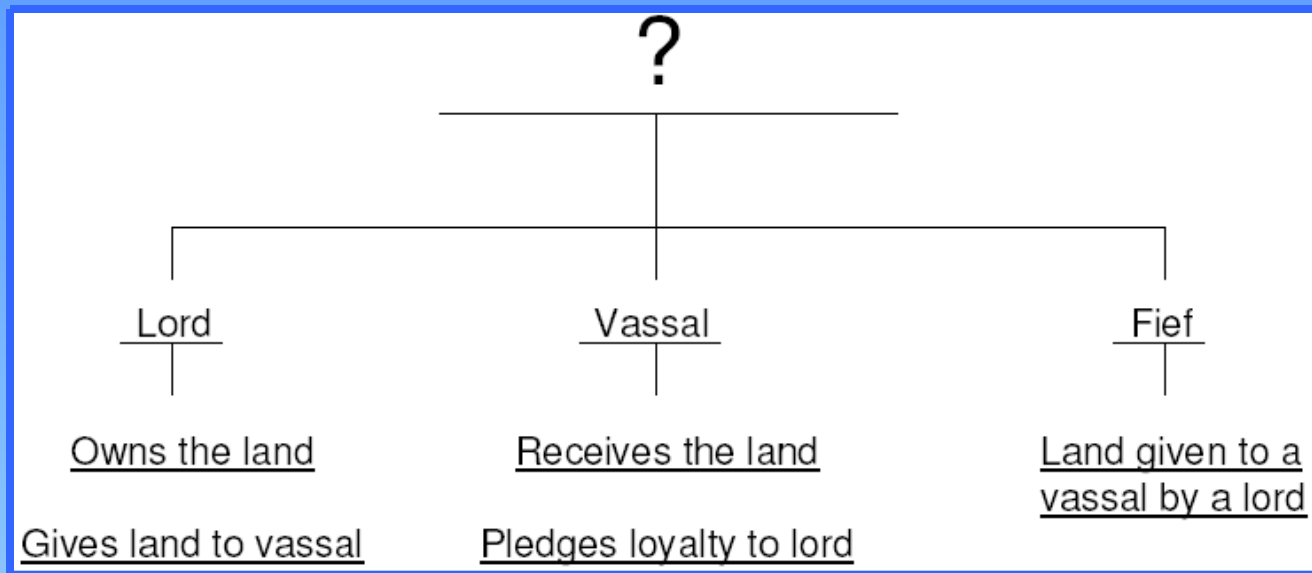 ?
Lord
Vassal
Fief
Owns the land
Gives land to vassal
Receives the land
Pledges loyalty to lord
Land given to a
vassal by a lord